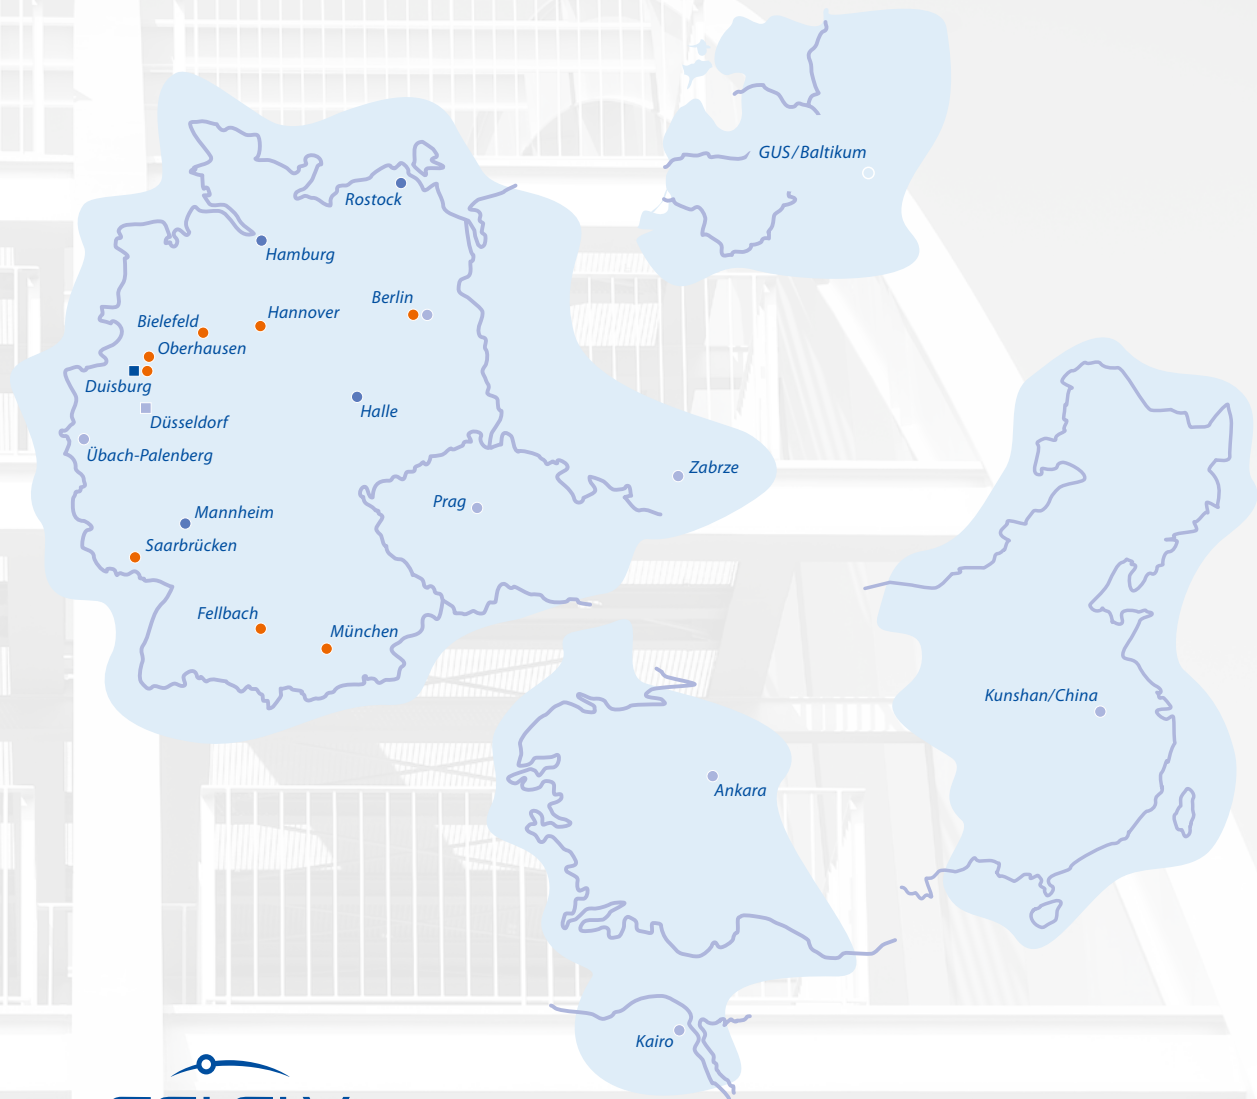 GUS/Baltikum
Rostock
Hamburg
Berlin
Hannover
Bielefeld
Oberhausen
Duisburg
Halle
Düsseldorf
Übach-Palenberg
Zabrze
Prag
Mannheim
Saarbrücken
Fellbach
München
Kunshan/China
Ankara
Kairo